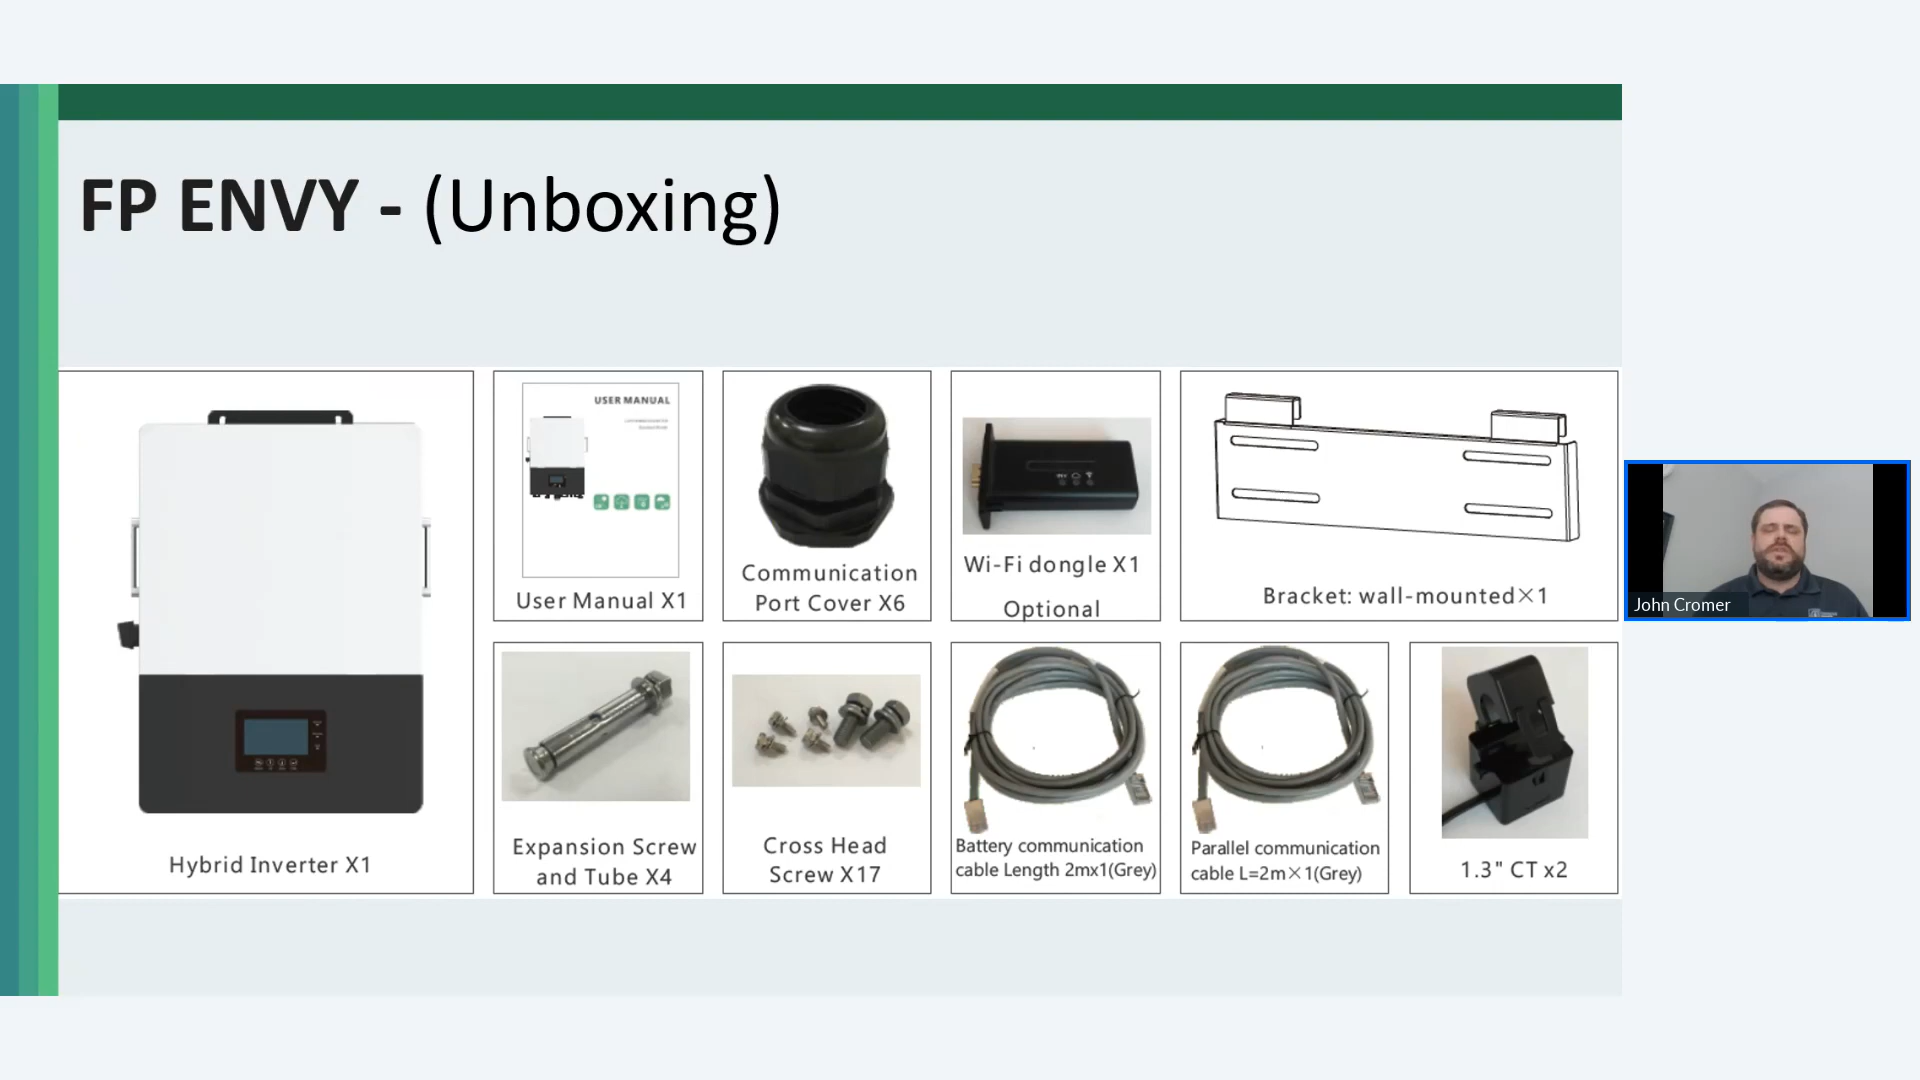 FP ENVY - (Unboxing)
USER MANUAL
User Manual X1
Communication
Port Cover X6
Wi-Fi dongle X1
Optional
Bracket: wall-mounted×1
Hybrid Inverter X1
Expansion Screw
and Tube X4
Cross Head
Screw X17
Battery communication
cable Length 2mx1(Grey)
Parallel communication
cable L=2m×1(Grey)
1.3" CT x2
John Cromer